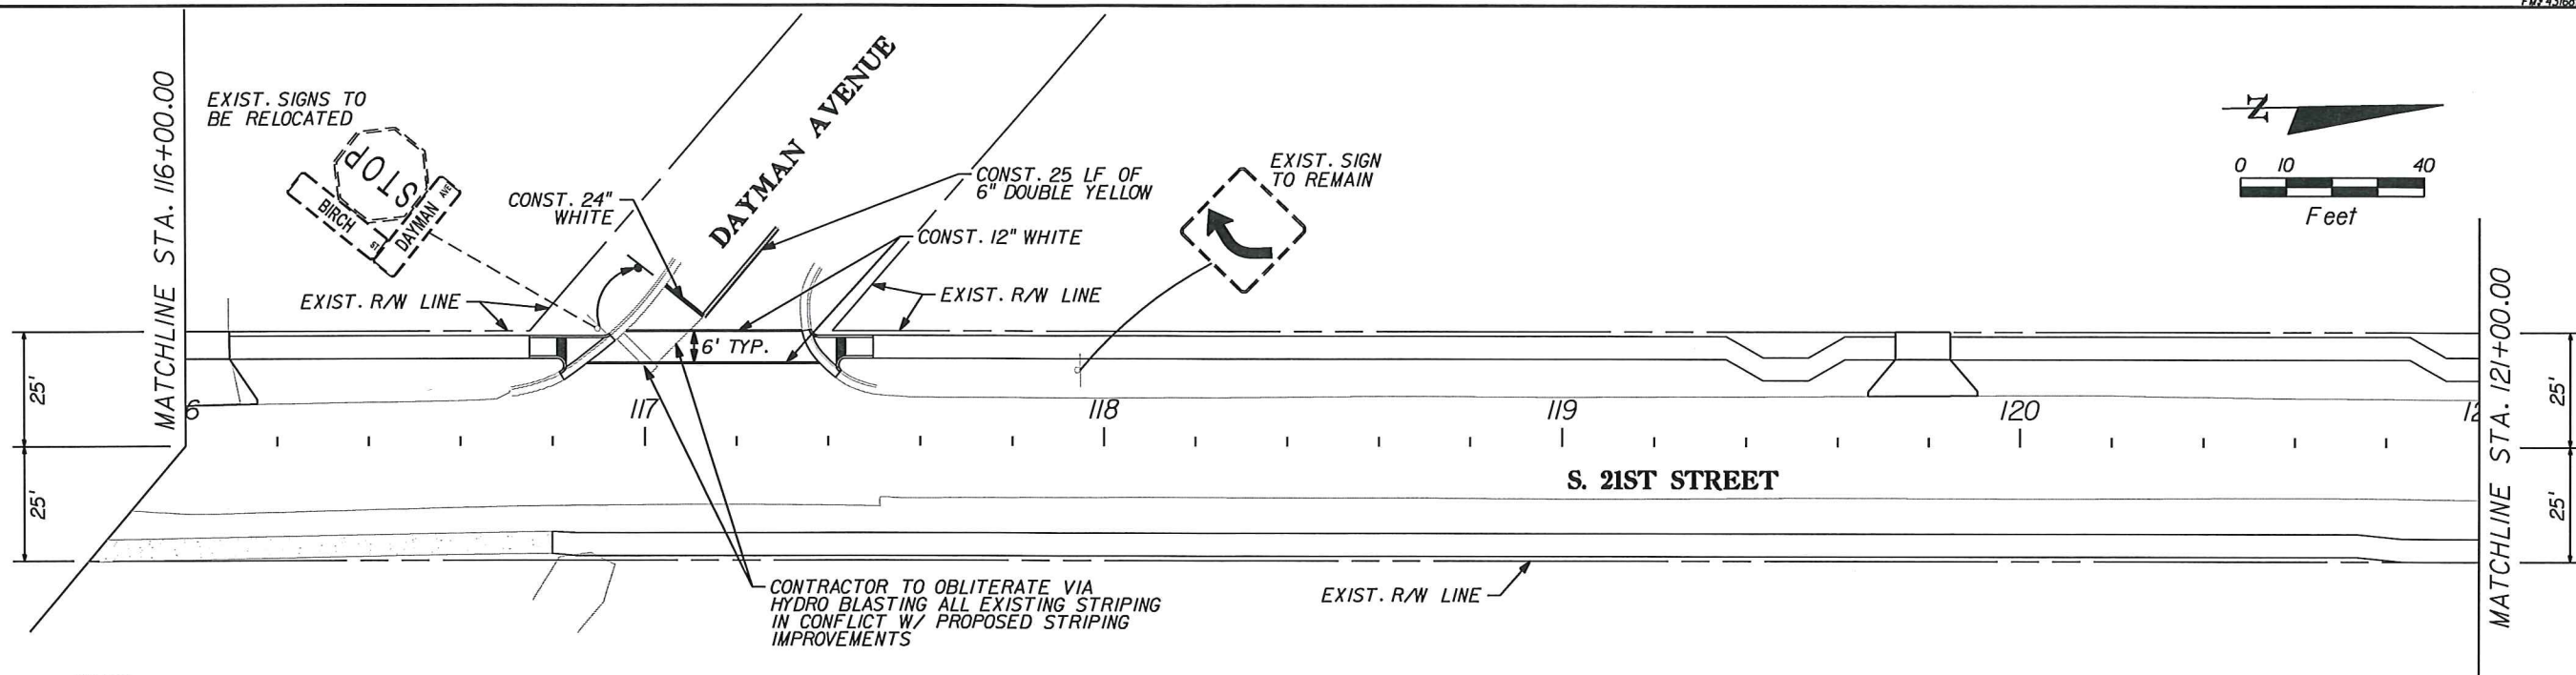 MATCHLINE STA. 116+00.00
EXIST. SIGNS TO
BE RELOCATED
STOP
BIRCH ST
DAYMAN AVE
DAYMAN AVENUE
CONST. 24"
WHITE
CONST. 25 LF OF
6" DOUBLE YELLOW
CONST. 12" WHITE
EXIST. SIGN
TO REMAIN
N
0 10 40
Feet
EXIST. R/W LINE
EXIST. R/W LINE
6' TYP.
25'
25'
6
117
118
119
120
12
S. 21ST STREET
CONTRACTOR TO OBLITERATE VIA
HYDRO BLASTING ALL EXISTING STRIPING
IN CONFLICT W/ PROPOSED STRIPING
IMPROVEMENTS
EXIST. R/W LINE
MATCHLINE STA. 121+00.00
25'
25'